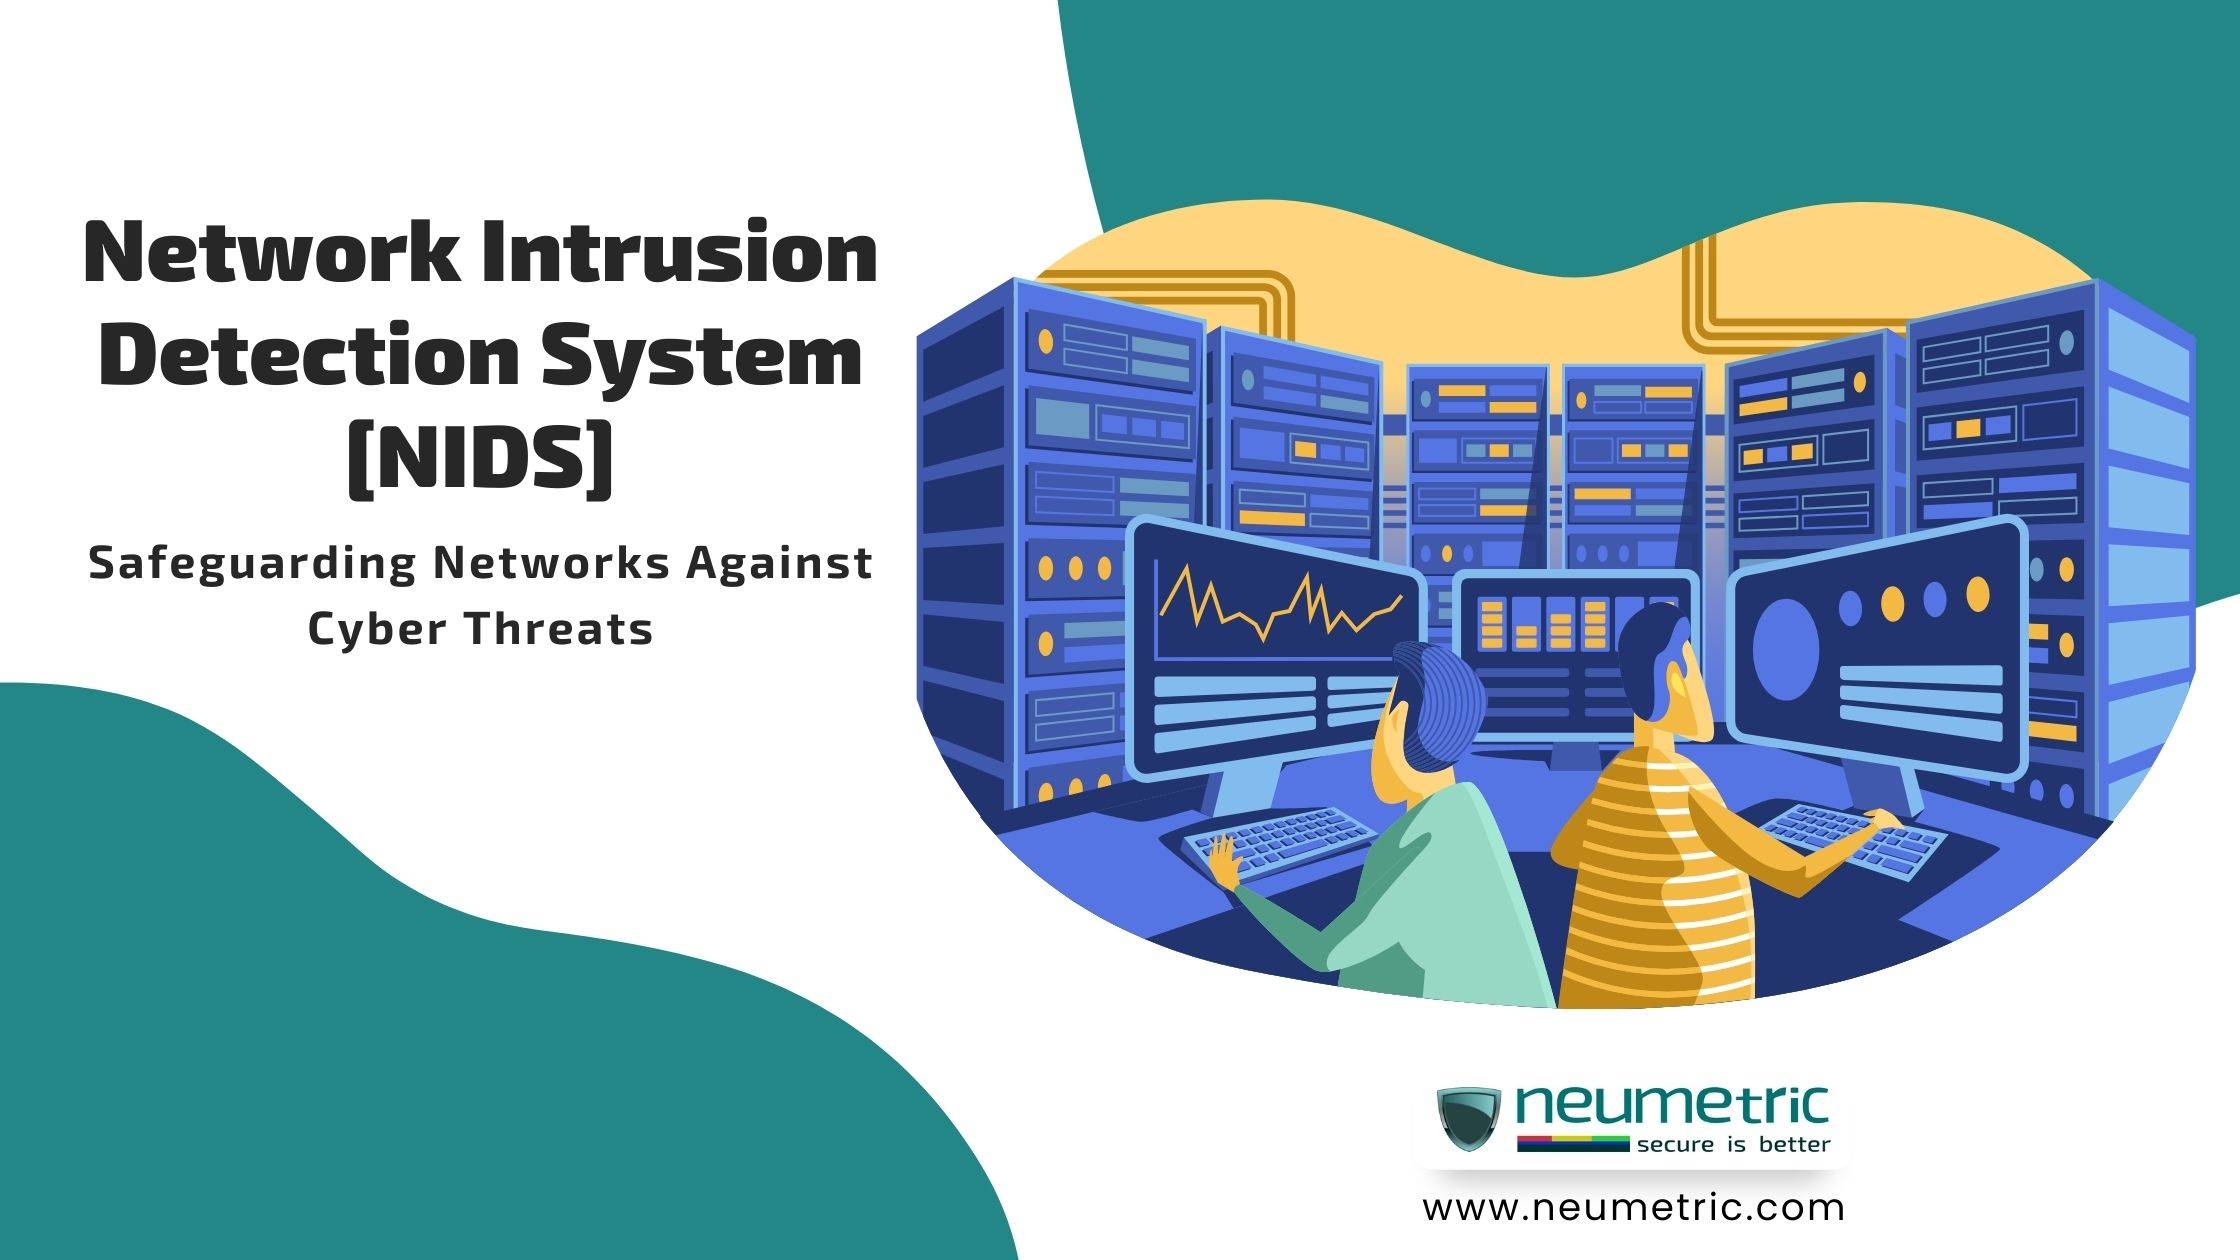 Network Intrusion
Detection System
[NIDS]
Safeguarding Networks Against
Cyber Threats
neumetric
secure is better
www.neumetric.com